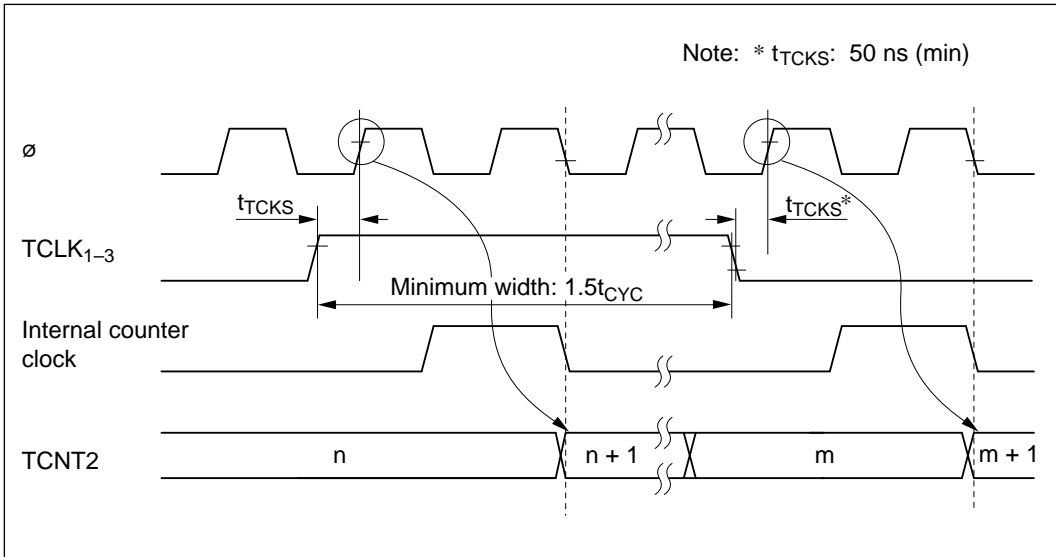 Note: * tTCKS: 50 ns (min)
ø
tTCKS
tTCKS*
TCLK1–3
Minimum width: 1.5tCYC
Internal counter
clock
TCNT2
n
n + 1
m
m + 1